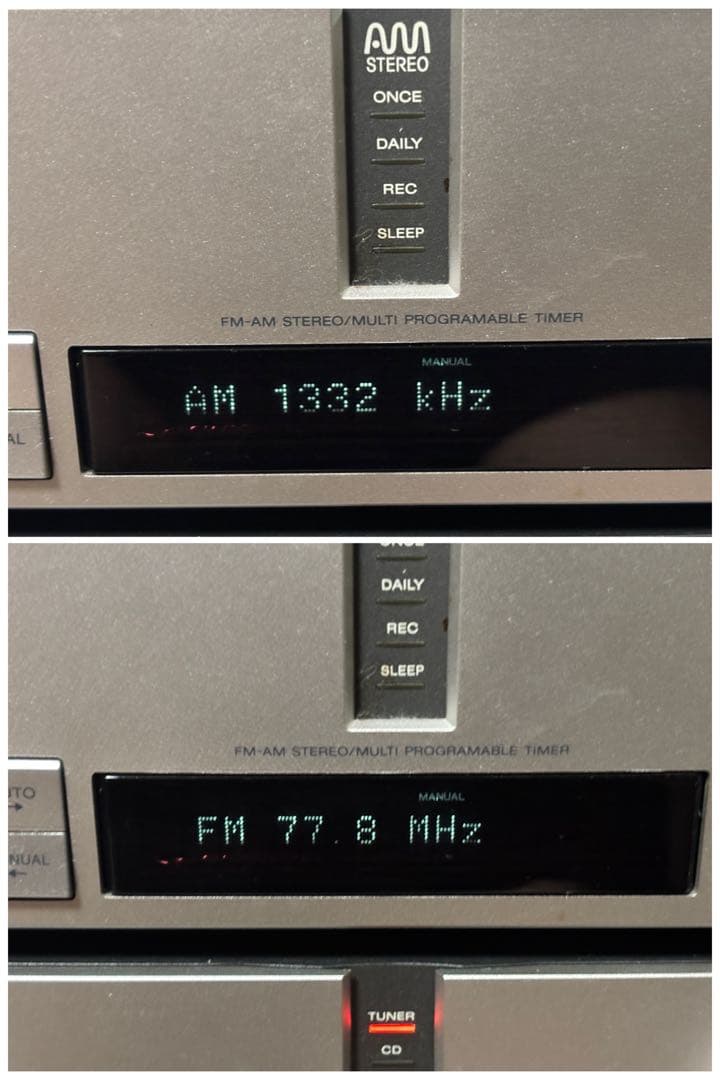 AM
STEREO
ONCE
DAILY
REC
SLEEP
FM-AM STEREO/MULTI PROGRAMABLE TIMER
MANUAL
AM 1332 kHz
DAILY
REC
SLEEP
FM-AM STEREO/MULTI PROGRAMABLE TIMER
MANUAL
FM 77.8 MHz
TUNER
CD